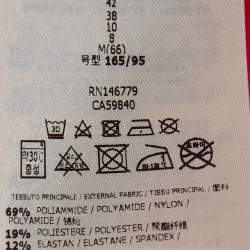 42
38
10
8
M(66)
号型 165/95
RN146779
CA59840
30
약30℃
중성
TESSUTO PRINCIPALE / EXTERNAL FABRIC / TISSU PRINCIPAL / 面料
69% POLIAMMIDE / POLYAMIDE / NYLON /
POLYAMIDE / 锦纶
19% POLIESTERE / POLYESTER / 聚酯纤维
12% ELASTAN / ELASTANE / SPANDEX /